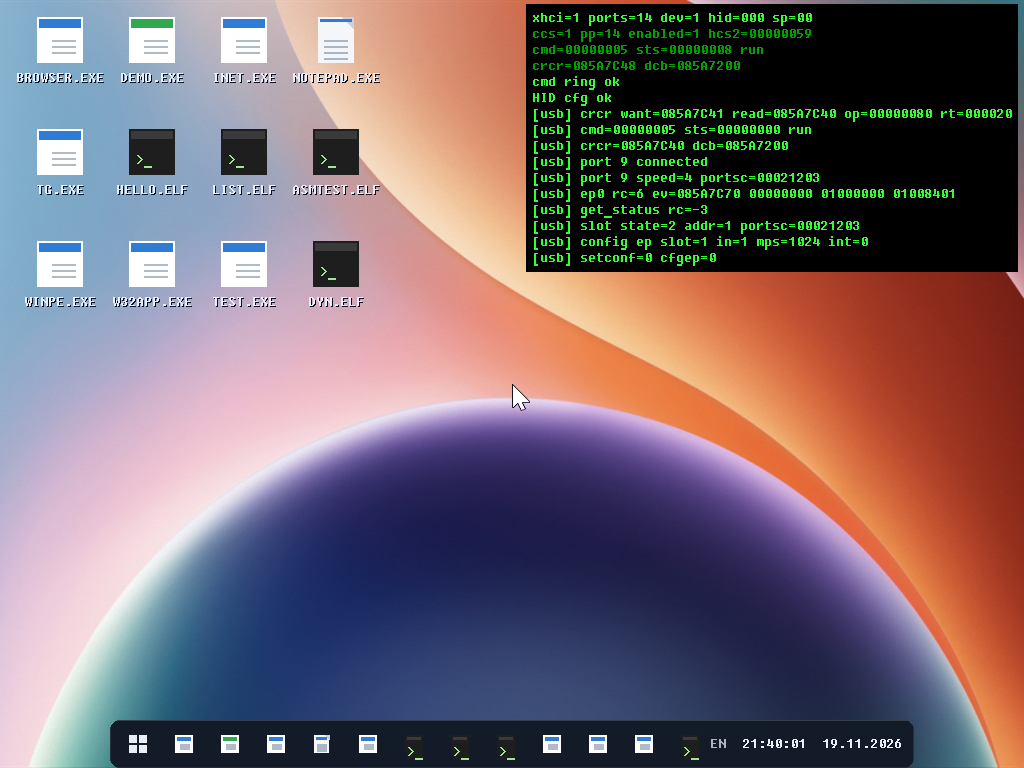 BROWSER.EXE DEMO.EXE INET.EXE NOTEPAD.EXE
TG.EXE HELLO.ELF LIST.ELF ASMTEST.ELF
WINPE.EXE W32APP.EXE TEST.EXE DYN.ELF
xhci=1 ports=14 dev=1 hid=000 sp=00
ccs=1 pp=14 enabled=1 hcs2=00000059
cmd=00000005 sts=00000008 run
crcr=085A7C48 dcb=085A7200
cmd ring ok
HID cfg ok
[usb] crcr want=085A7C41 read=085A7C40 op=00000080 rt=000020
[usb] cmd=00000005 sts=00000000 run
[usb] crcr=085A7C40 dcb=085A7200
[usb] port 9 connected
[usb] port 9 speed=4 portsc=00021203
[usb] ep0 rc=6 ev=085A7C70 00000000 01000000 01008401
[usb] get_status rc=-3
[usb] slot state=2 addr=1 portsc=00021203
[usb] config ep slot=1 in=1 mps=1024 int=0
[usb] setconf=0 cfgep=0
EN 21:40:01 19.11.2026